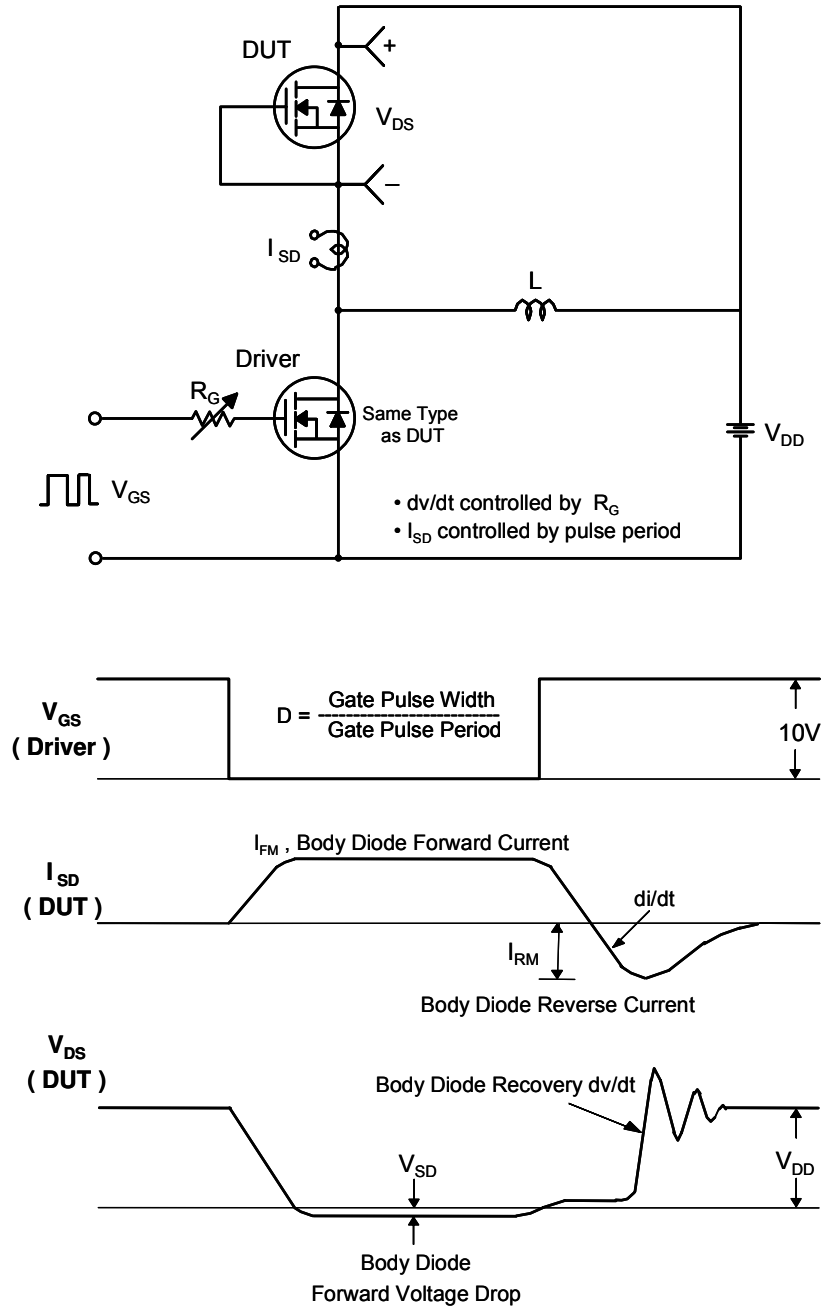 DUT
+
V_DS
–
I_SD
L
Driver
R_G
Same Type
as DUT
V_DD
V_GS
• dv/dt controlled by R_G
• I_SD controlled by pulse period
V_GS
( Driver )
D = Gate Pulse Width
Gate Pulse Period
10V
I_FM , Body Diode Forward Current
I_SD
( DUT )
di/dt
I_RM
Body Diode Reverse Current
V_DS
( DUT )
Body Diode Recovery dv/dt
V_SD
V_DD
Body Diode
Forward Voltage Drop